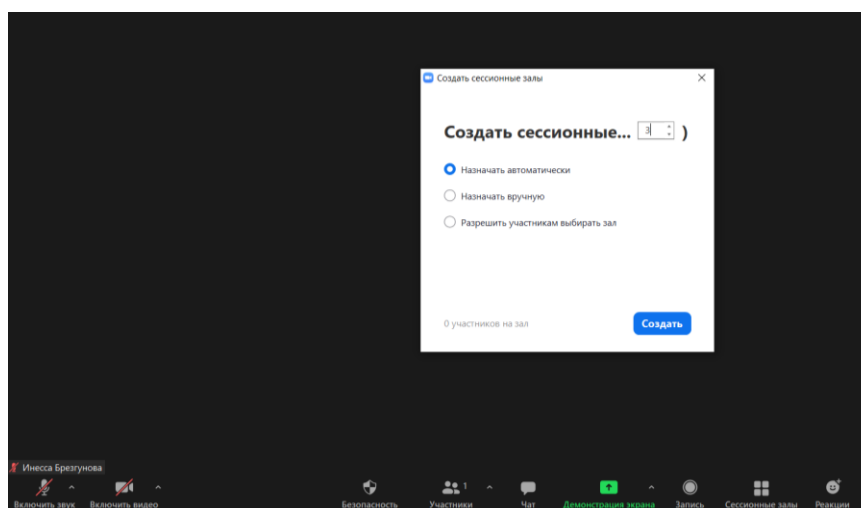 Создать сессионные залы
Создать сессионные... 3 )
Назначать автоматически
Назначать вручную
Разрешить участникам выбирать зал
0 участников на зал
Создать
Инесса Брезгунова
1
Включить звук Включить видео Безопасность Участники Чат Демонстрация экрана Запись Сессионные залы Реакции